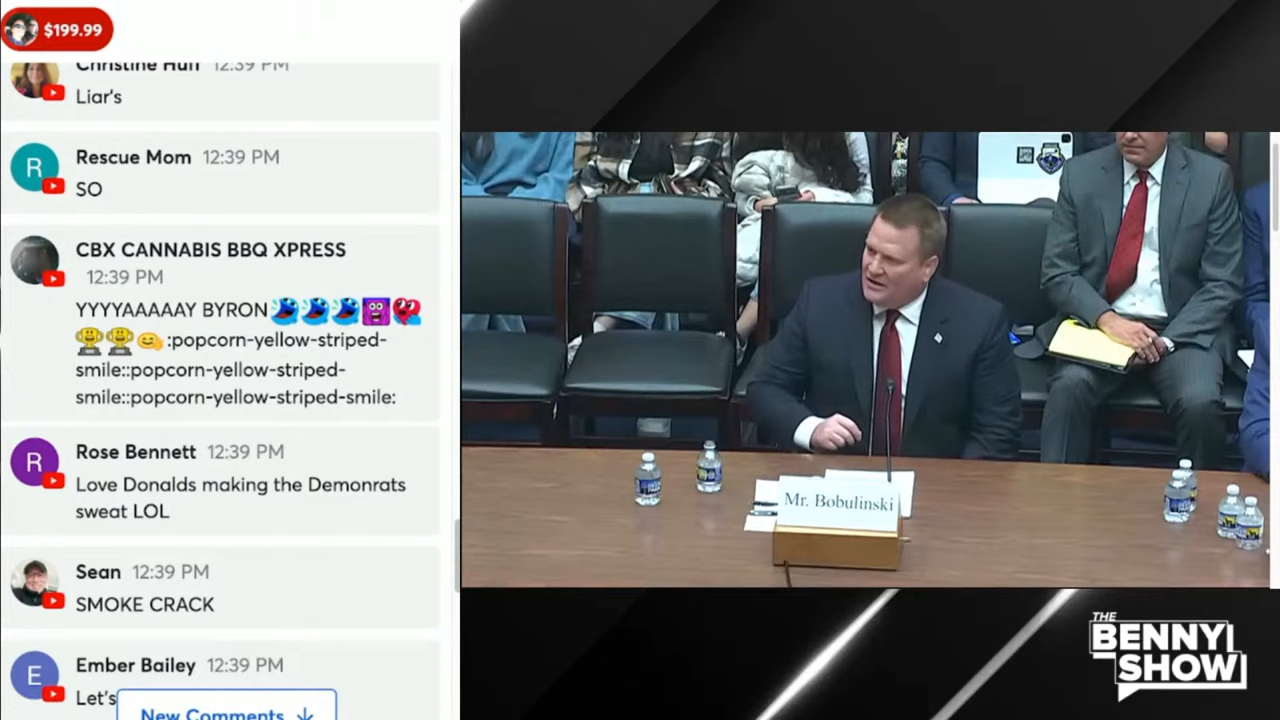 $199.99
Christine Huff 12:39 PM
Liar's
R
Rescue Mom 12:39 PM
SO
CBX CANNABIS BBQ XPRESS
12:39 PM
YYYYAAAAAY BYRON
:popcorn-yellow-striped-
smile::popcorn-yellow-striped-
smile::popcorn-yellow-striped-smile:
R
Rose Bennett 12:39 PM
Love Donalds making the Demonrats
sweat LOL
Sean 12:39 PM
SMOKE CRACK
E
Ember Bailey 12:39 PM
Let's
New Comments
Mr. Bobulinski
THE
BENNY
SHOW